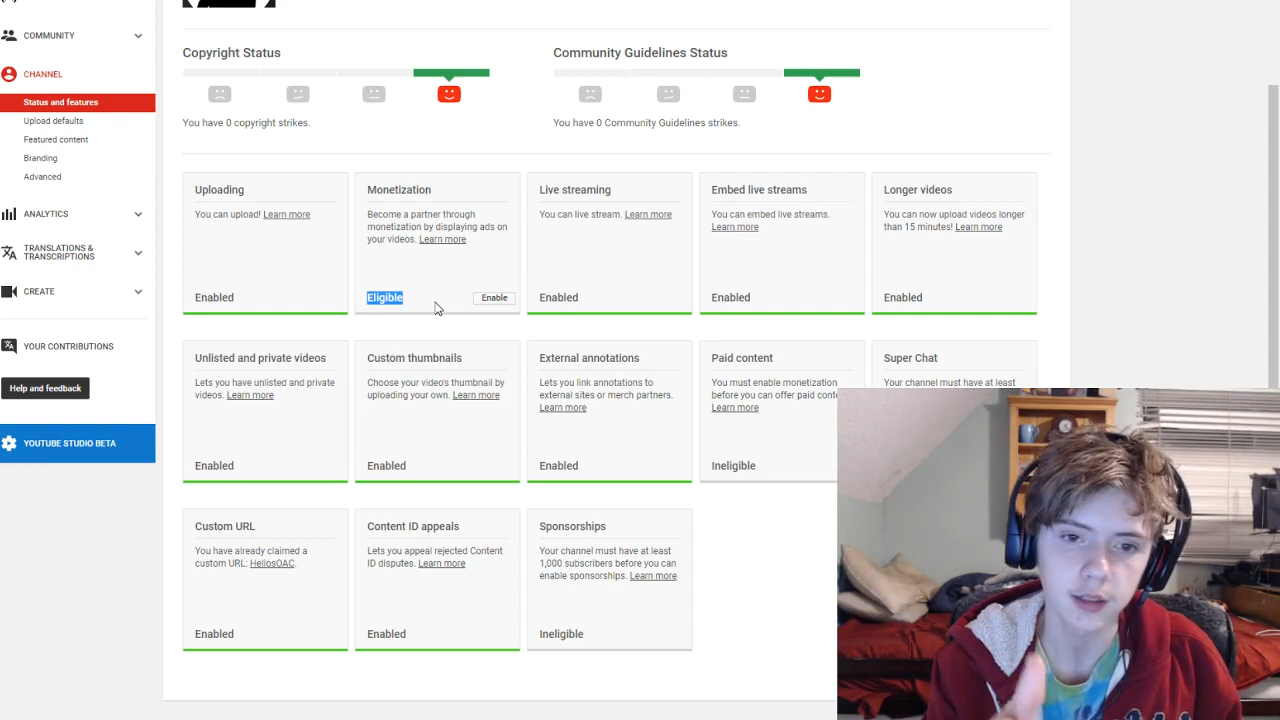 COMMUNITY
CHANNEL
Status and features
Upload defaults
Featured content
Branding
Advanced
ANALYTICS
TRANSLATIONS &
TRANSCRIPTIONS
CREATE
YOUR CONTRIBUTIONS
Help and feedback
YOUTUBE STUDIO BETA
Copyright Status
You have 0 copyright strikes.
Community Guidelines Status
You have 0 Community Guidelines strikes.
Uploading
You can upload! Learn more
Enabled
Monetization
Become a partner through
monetization by displaying ads on
your videos. Learn more
Eligible
Enable
Live streaming
You can live stream. Learn more
Enabled
Embed live streams
You can embed live streams.
Learn more
Enabled
Longer videos
You can now upload videos longer
than 15 minutes! Learn more
Enabled
Unlisted and private videos
Lets you have unlisted and private
videos. Learn more
Enabled
Custom thumbnails
Choose your video's thumbnail by
uploading your own. Learn more
Enabled
External annotations
Lets you link annotations to
external sites or merch partners.
Learn more
Enabled
Paid content
You must enable monetization
before you can offer paid
Learn more
Ineligible
Super Chat
Your channel must have at least
Custom URL
You have already claimed a
custom URL: HeliosOAC.
Enabled
Content ID appeals
Lets you appeal rejected Content
ID disputes. Learn more
Enabled
Sponsorships
Your channel must have at least
1,000 subscribers before you can
enable sponsorships. Learn more
Ineligible